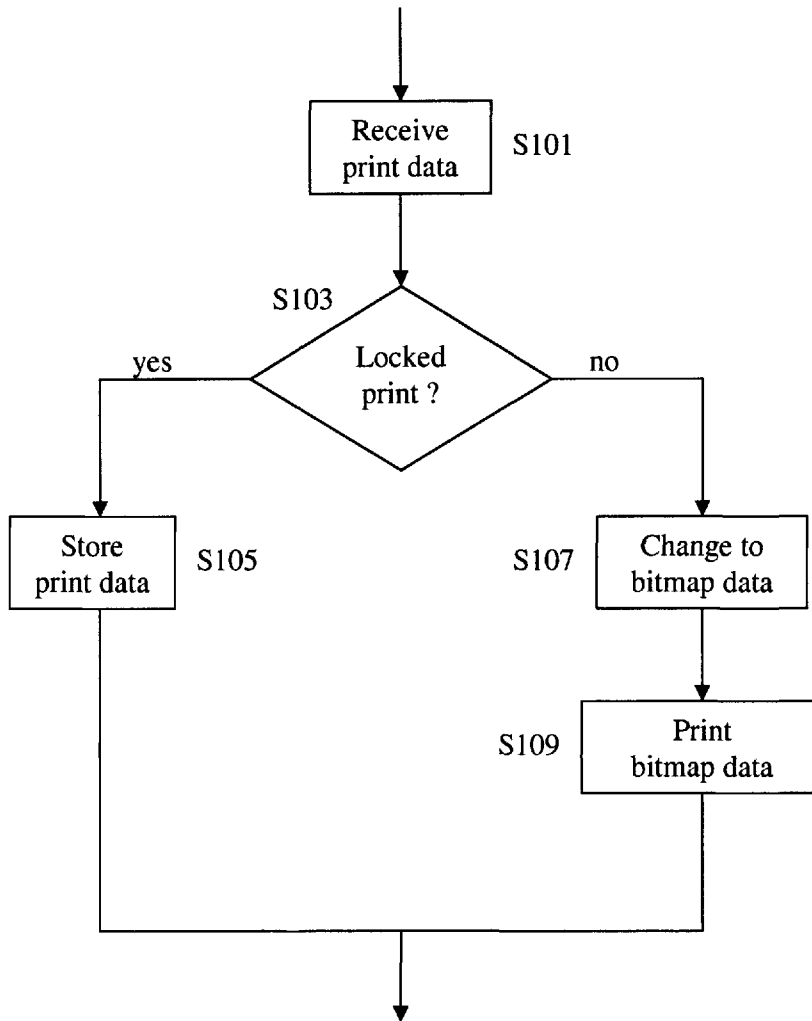 Receive
print data
S101
S103
Locked
print ?
yes
no
Store
print data
S105
S107
Change to
bitmap data
S109
Print
bitmap data